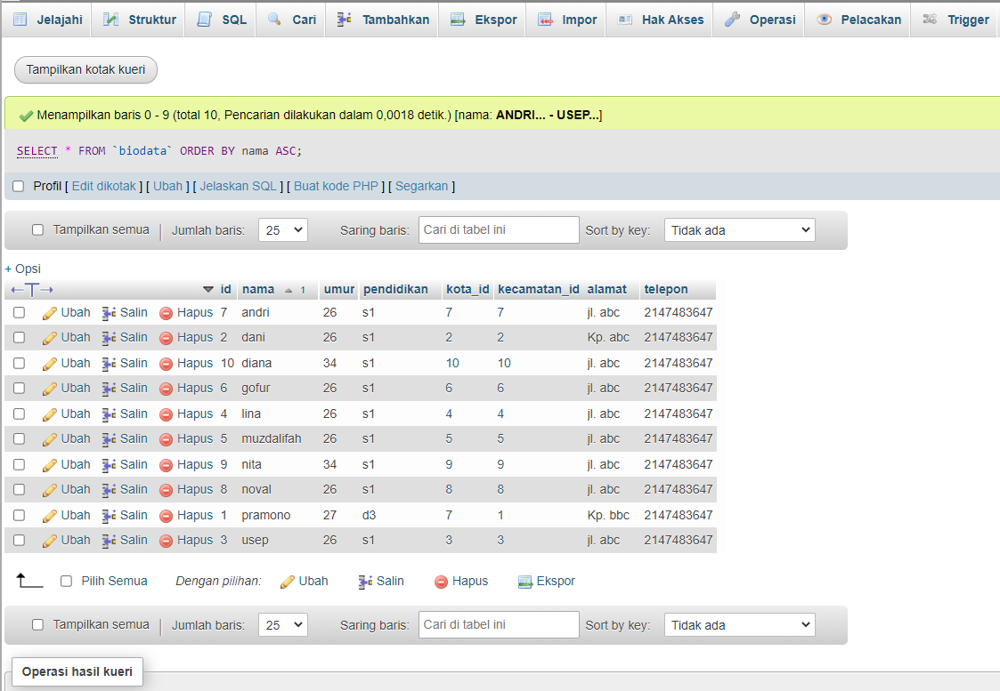 Jelajahi Struktur SQL Cari Tambahkan Ekspor Impor Hak Akses Operasi Pelacakan Trigger
Tampilkan kotak kueri
Menampilkan baris 0 - 9 (total 10, Pencarian dilakukan dalam 0,0018 detik.) [nama: ANDRI... - USEP...]
SELECT * FROM `biodata` ORDER BY nama ASC;
Profil [ Edit dikotak ] [ Ubah ] [ Jelaskan SQL ] [ Buat kode PHP ] [ Segarkan ]
Tampilkan semua | Jumlah baris: 25 Saring baris: Cari di tabel ini Sort by key: Tidak ada
+ Opsi
←T→ id nama 1 umur pendidikan kota_id kecamatan_id alamat telepon
Ubah Salin Hapus 7 andri 26 s1 7 7 jl. abc 2147483647
Ubah Salin Hapus 2 dani 26 s1 2 2 Kp. abc 2147483647
Ubah Salin Hapus 10 diana 34 s1 10 10 jl. abc 2147483647
Ubah Salin Hapus 6 gofur 26 s1 6 6 jl. abc 2147483647
Ubah Salin Hapus 4 lina 26 s1 4 4 jl. abc 2147483647
Ubah Salin Hapus 5 muzdalifah 26 s1 5 5 jl. abc 2147483647
Ubah Salin Hapus 9 nita 34 s1 9 9 jl. abc 2147483647
Ubah Salin Hapus 8 noval 26 s1 8 8 jl. abc 2147483647
Ubah Salin Hapus 1 pramono 27 d3 7 1 Kp. bbc 2147483647
Ubah Salin Hapus 3 usep 26 s1 3 3 jl. abc 2147483647
Pilih Semua Dengan pilihan: Ubah Salin Hapus Ekspor
Tampilkan semua | Jumlah baris: 25 Saring baris: Cari di tabel ini Sort by key: Tidak ada
Operasi hasil kueri